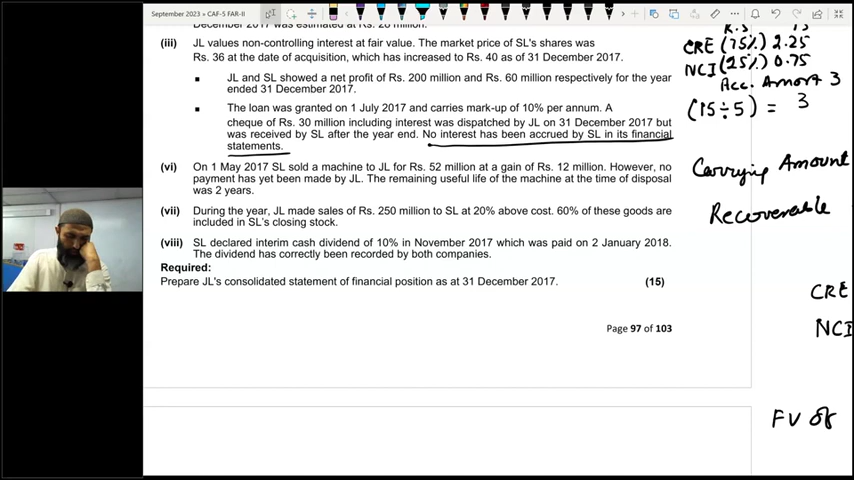 September 2023 » CAF-5 FAR-II
December 2017 was estimated at Rs. 28 million.
(iii) JL values non-controlling interest at fair value. The market price of SL's shares was
Rs. 36 at the date of acquisition, which has increased to Rs. 40 as of 31 December 2017.
▪ JL and SL showed a net profit of Rs. 200 million and Rs. 60 million respectively for the year
ended 31 December 2017.
▪ The loan was granted on 1 July 2017 and carries mark-up of 10% per annum. A
cheque of Rs. 30 million including interest was dispatched by JL on 31 December 2017 but
was received by SL after the year end. No interest has been accrued by SL in its financial
statements.
(vi) On 1 May 2017 SL sold a machine to JL for Rs. 52 million at a gain of Rs. 12 million. However, no
payment has yet been made by JL. The remaining useful life of the machine at the time of disposal
was 2 years.
(vii) During the year, JL made sales of Rs. 250 million to SL at 20% above cost. 60% of these goods are
included in SL's closing stock.
(viii) SL declared interim cash dividend of 10% in November 2017 which was paid on 2 January 2018.
The dividend has correctly been recorded by both companies.
Required:
Prepare JL's consolidated statement of financial position as at 31 December 2017. (15)
Page 97 of 103
CRE (75%) 2.25
NCI (25%) 0.75
Acc. Amort 3
(15÷5) = 3
Carrying Amount
Recoverable
CRE
NCI
FV of